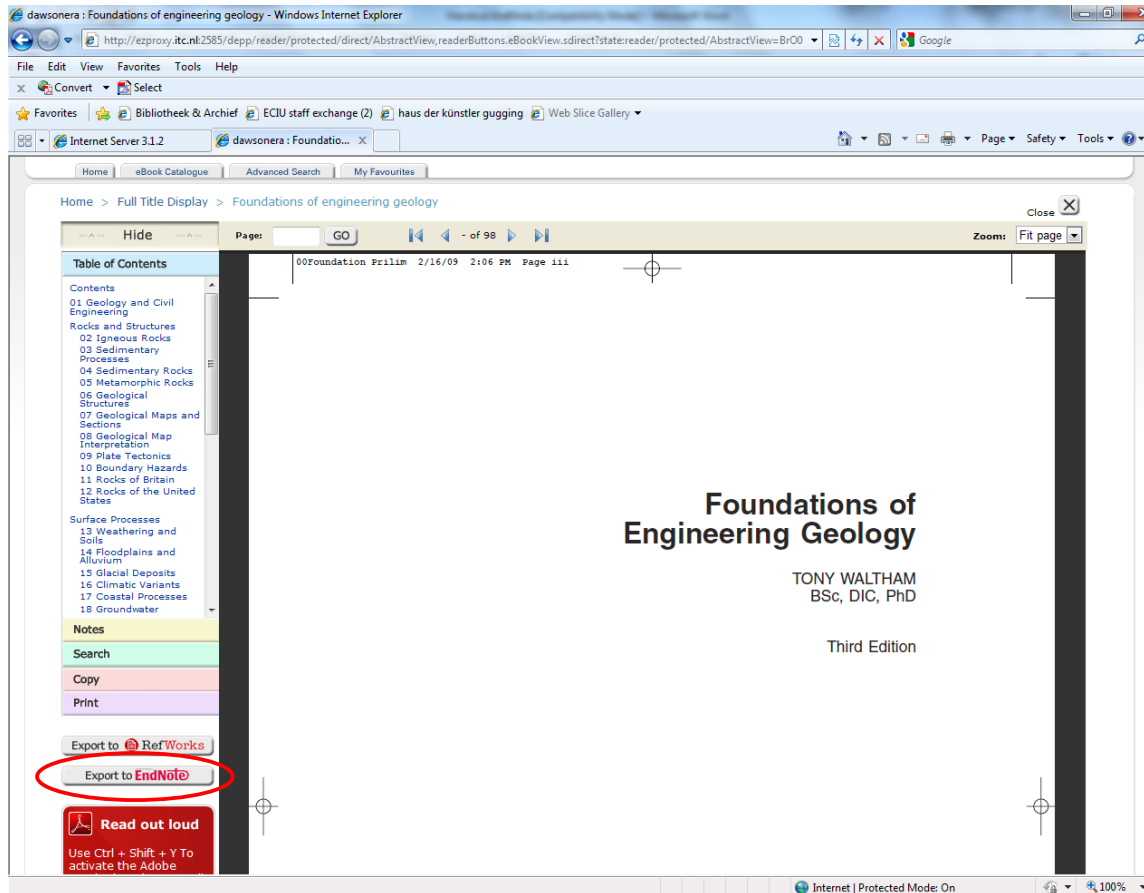 dawsonera : Foundations of engineering geology - Windows Internet Explorer
http://ezproxy.itc.nl:2585/depp/reader/protected/direct/AbstractView,readerButtons.eBookView.sdirect?state:reader/protected/AbstractView=BrO0
Google
File Edit View Favorites Tools Help
x Convert Select
Favorites Bibliotheek & Archief ECIU staff exchange (2) haus der künstler gugging Web Slice Gallery
Internet Server 3.1.2 dawsonera : Foundatio... x Page Safety Tools
Home eBook Catalogue Advanced Search My Favourites
Home > Full Title Display > Foundations of engineering geology
Close X
Hide Page: GO - of 98 Zoom: Fit page
Table of Contents
Contents
01 Geology and Civil
Engineering
Rocks and Structures
02 Igneous Rocks
03 Sedimentary
Processes
04 Sedimentary Rocks
05 Metamorphic Rocks
06 Geological
Structures
07 Geological Maps and
Sections
08 Geological Map
Interpretation
09 Plate Tectonics
10 Boundary Hazards
11 Rocks of Britain
12 Rocks of the United
States
Surface Processes
13 Weathering and
Soils
14 Floodplains and
Alluvium
15 Glacial Deposits
16 Climatic Variants
17 Coastal Processes
18 Groundwater
Notes
Search
Copy
Print
Export to RefWorks
Export to EndNote
Read out loud
Use Ctrl + Shift + Y To
activate the Adobe
00Foundation Prilim 2/16/09 2:06 PM Page iii
Foundations of
Engineering Geology
TONY WALTHAM
BSc, DIC, PhD
Third Edition
Internet | Protected Mode: On 100%